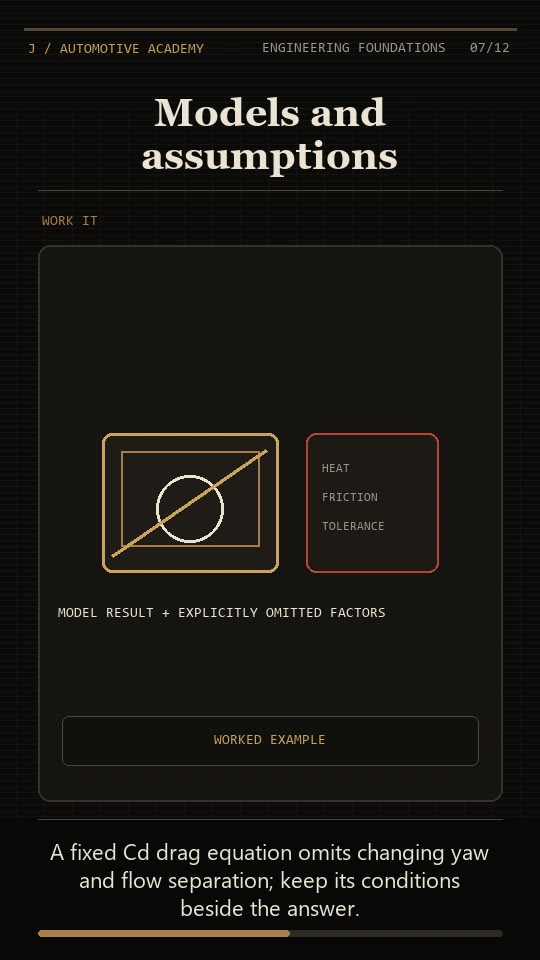 J / AUTOMOTIVE ACADEMY
ENGINEERING FOUNDATIONS 07/12
Models and
assumptions
WORK IT
HEAT
FRICTION
TOLERANCE
MODEL RESULT + EXPLICITLY OMITTED FACTORS
WORKED EXAMPLE
A fixed Cd drag equation omits changing yaw
and flow separation; keep its conditions
beside the answer.